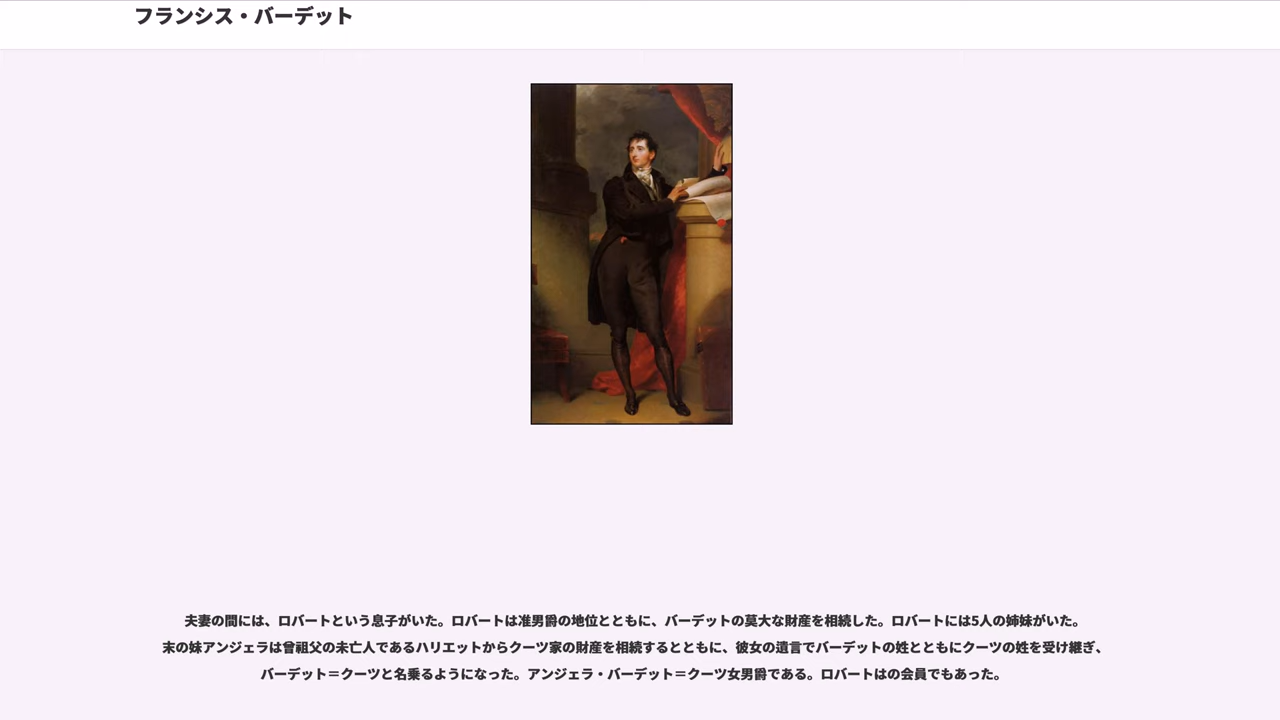 フランシス・バーデット
夫妻の間には、ロバートという息子がいた。ロバートは准男爵の地位とともに、バーデットの莫大な財産を相続した。ロバートには5人の姉妹がいた。
末の妹アンジェラは曾祖父の未亡人であるハリエットからクーツ家の財産を相続するとともに、彼女の遺言でバーデットの姓とともにクーツの姓を受け継ぎ、
バーデット＝クーツと名乗るようになった。アンジェラ・バーデット＝クーツ女男爵である。ロバートはの会員でもあった。